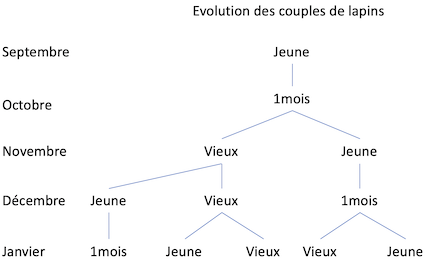 Evolution des couples de lapins
Septembre Jeune
Octobre 1mois
Novembre Vieux Jeune
Décembre Jeune Vieux 1mois
Janvier 1mois Jeune Vieux Vieux Jeune